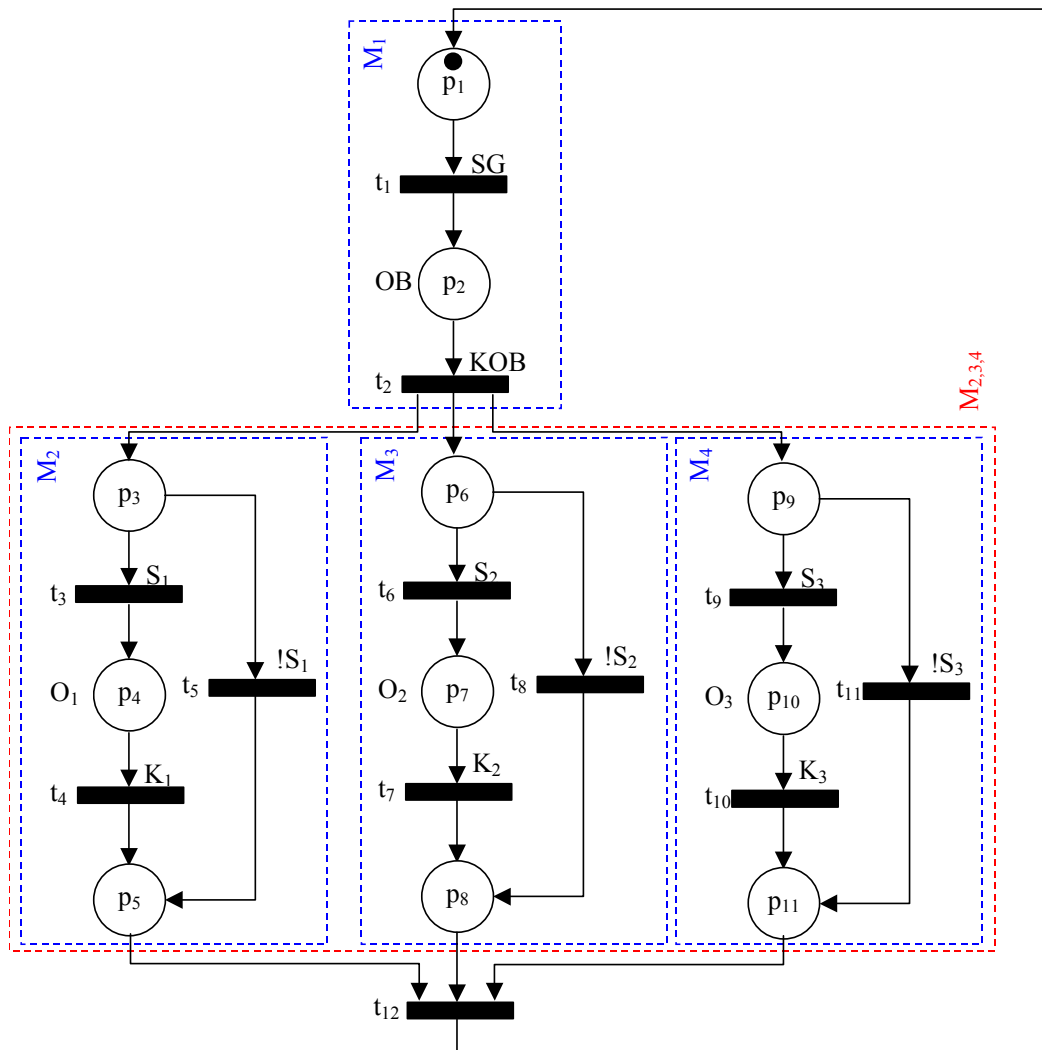 M₁
p₁
SG
t₁
OB p₂
KOB
t₂
M₂,₃,₄
M₂ M₃ M₄
p₃ p₆ p₉
S₁ S₂ S₃
t₃ t₆ t₉
!S₁ !S₂ !S₃
O₁ p₄ t₅ O₂ p₇ t₈ O₃ p₁₀ t₁₁
K₁ K₂ K₃
t₄ t₇ t₁₀
p₅ p₈ p₁₁
t₁₂